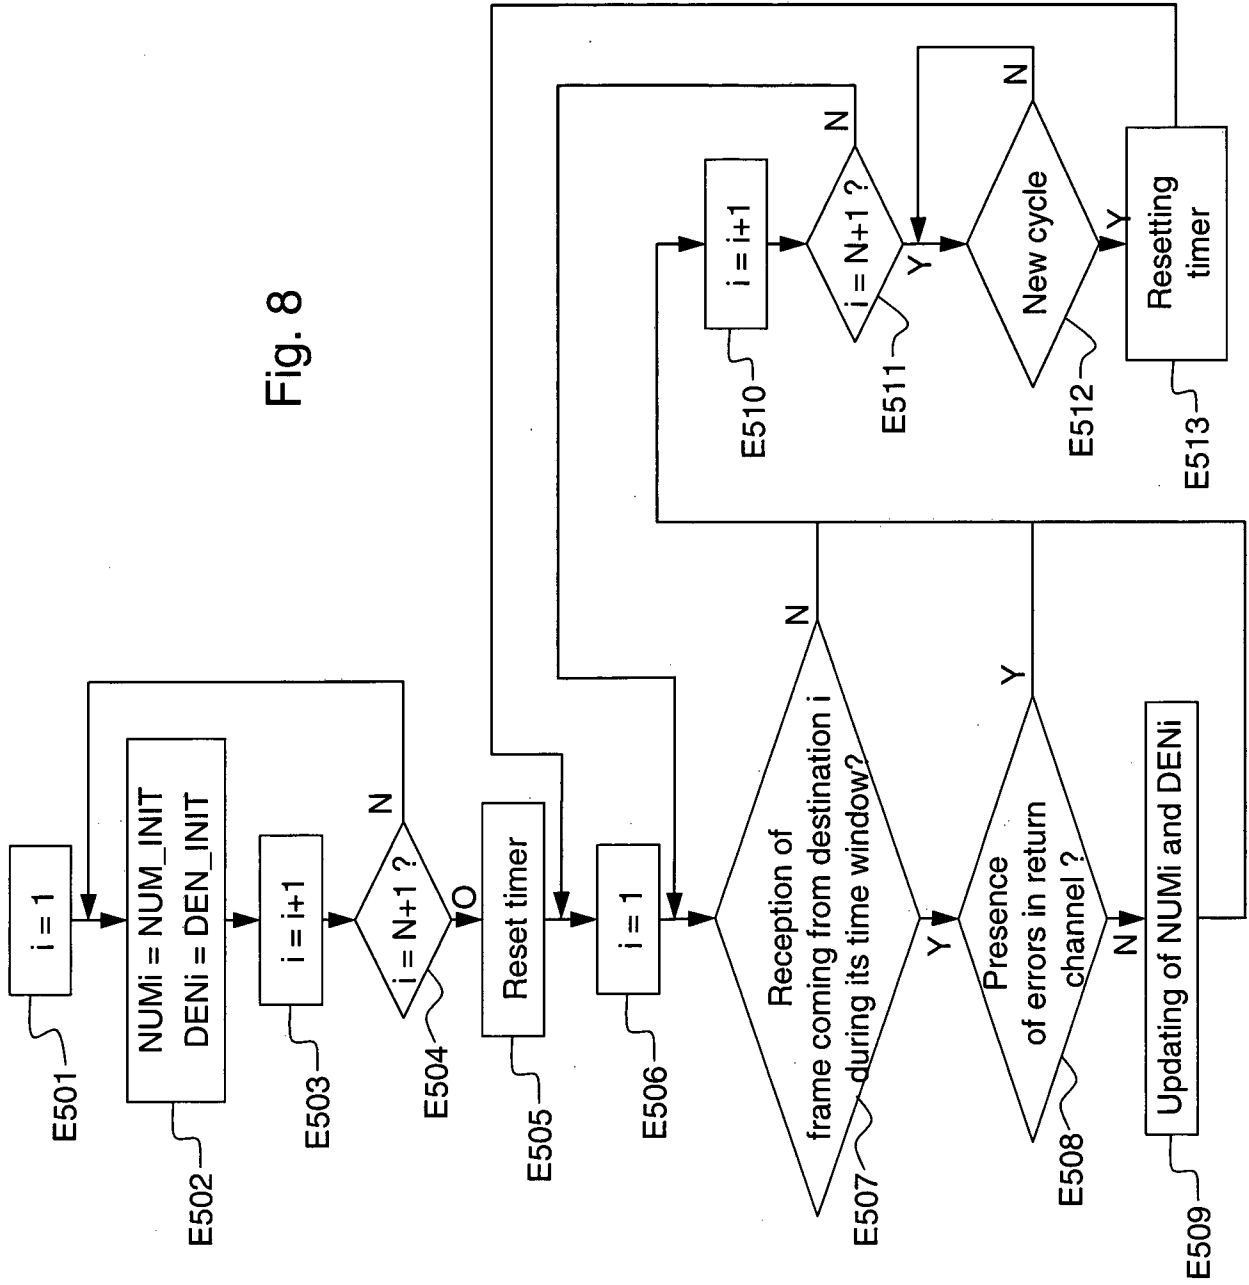 Fig. 8
E501
i = 1
E502
NUMi = NUM_INIT
DENi = DEN_INIT
E503
i = i+1
E504
i = N+1 ?
N
O
E505
Reset timer
E506
i = 1
E507
Reception of
frame coming from destination i
during its time window?
N
Y
E508
Presence
of errors in return
channel ?
Y
N
E509
Updating of NUMi and DENi
E510
i = i+1
E511
i = N+1 ?
N
Y
E512
New cycle
N
Y
E513
Resetting
timer